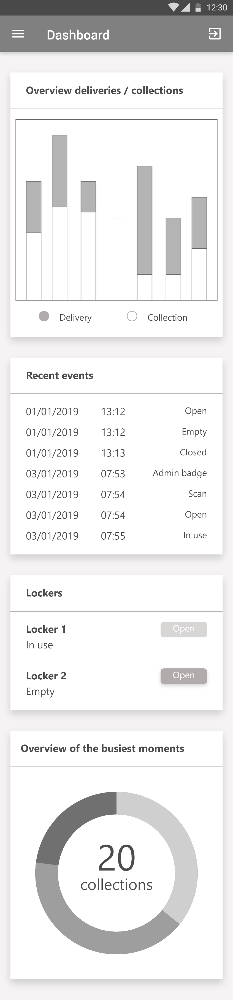 12:30
Dashboard
Overview deliveries / collections
Delivery Collection
Recent events
01/01/2019 13:12 Open
01/01/2019 13:12 Empty
01/01/2019 13:13 Closed
03/01/2019 07:53 Admin badge
03/01/2019 07:54 Scan
03/01/2019 07:54 Open
03/01/2019 07:55 In use
Lockers
Locker 1 Open
In use
Locker 2 Open
Empty
Overview of the busiest moments
20
collections